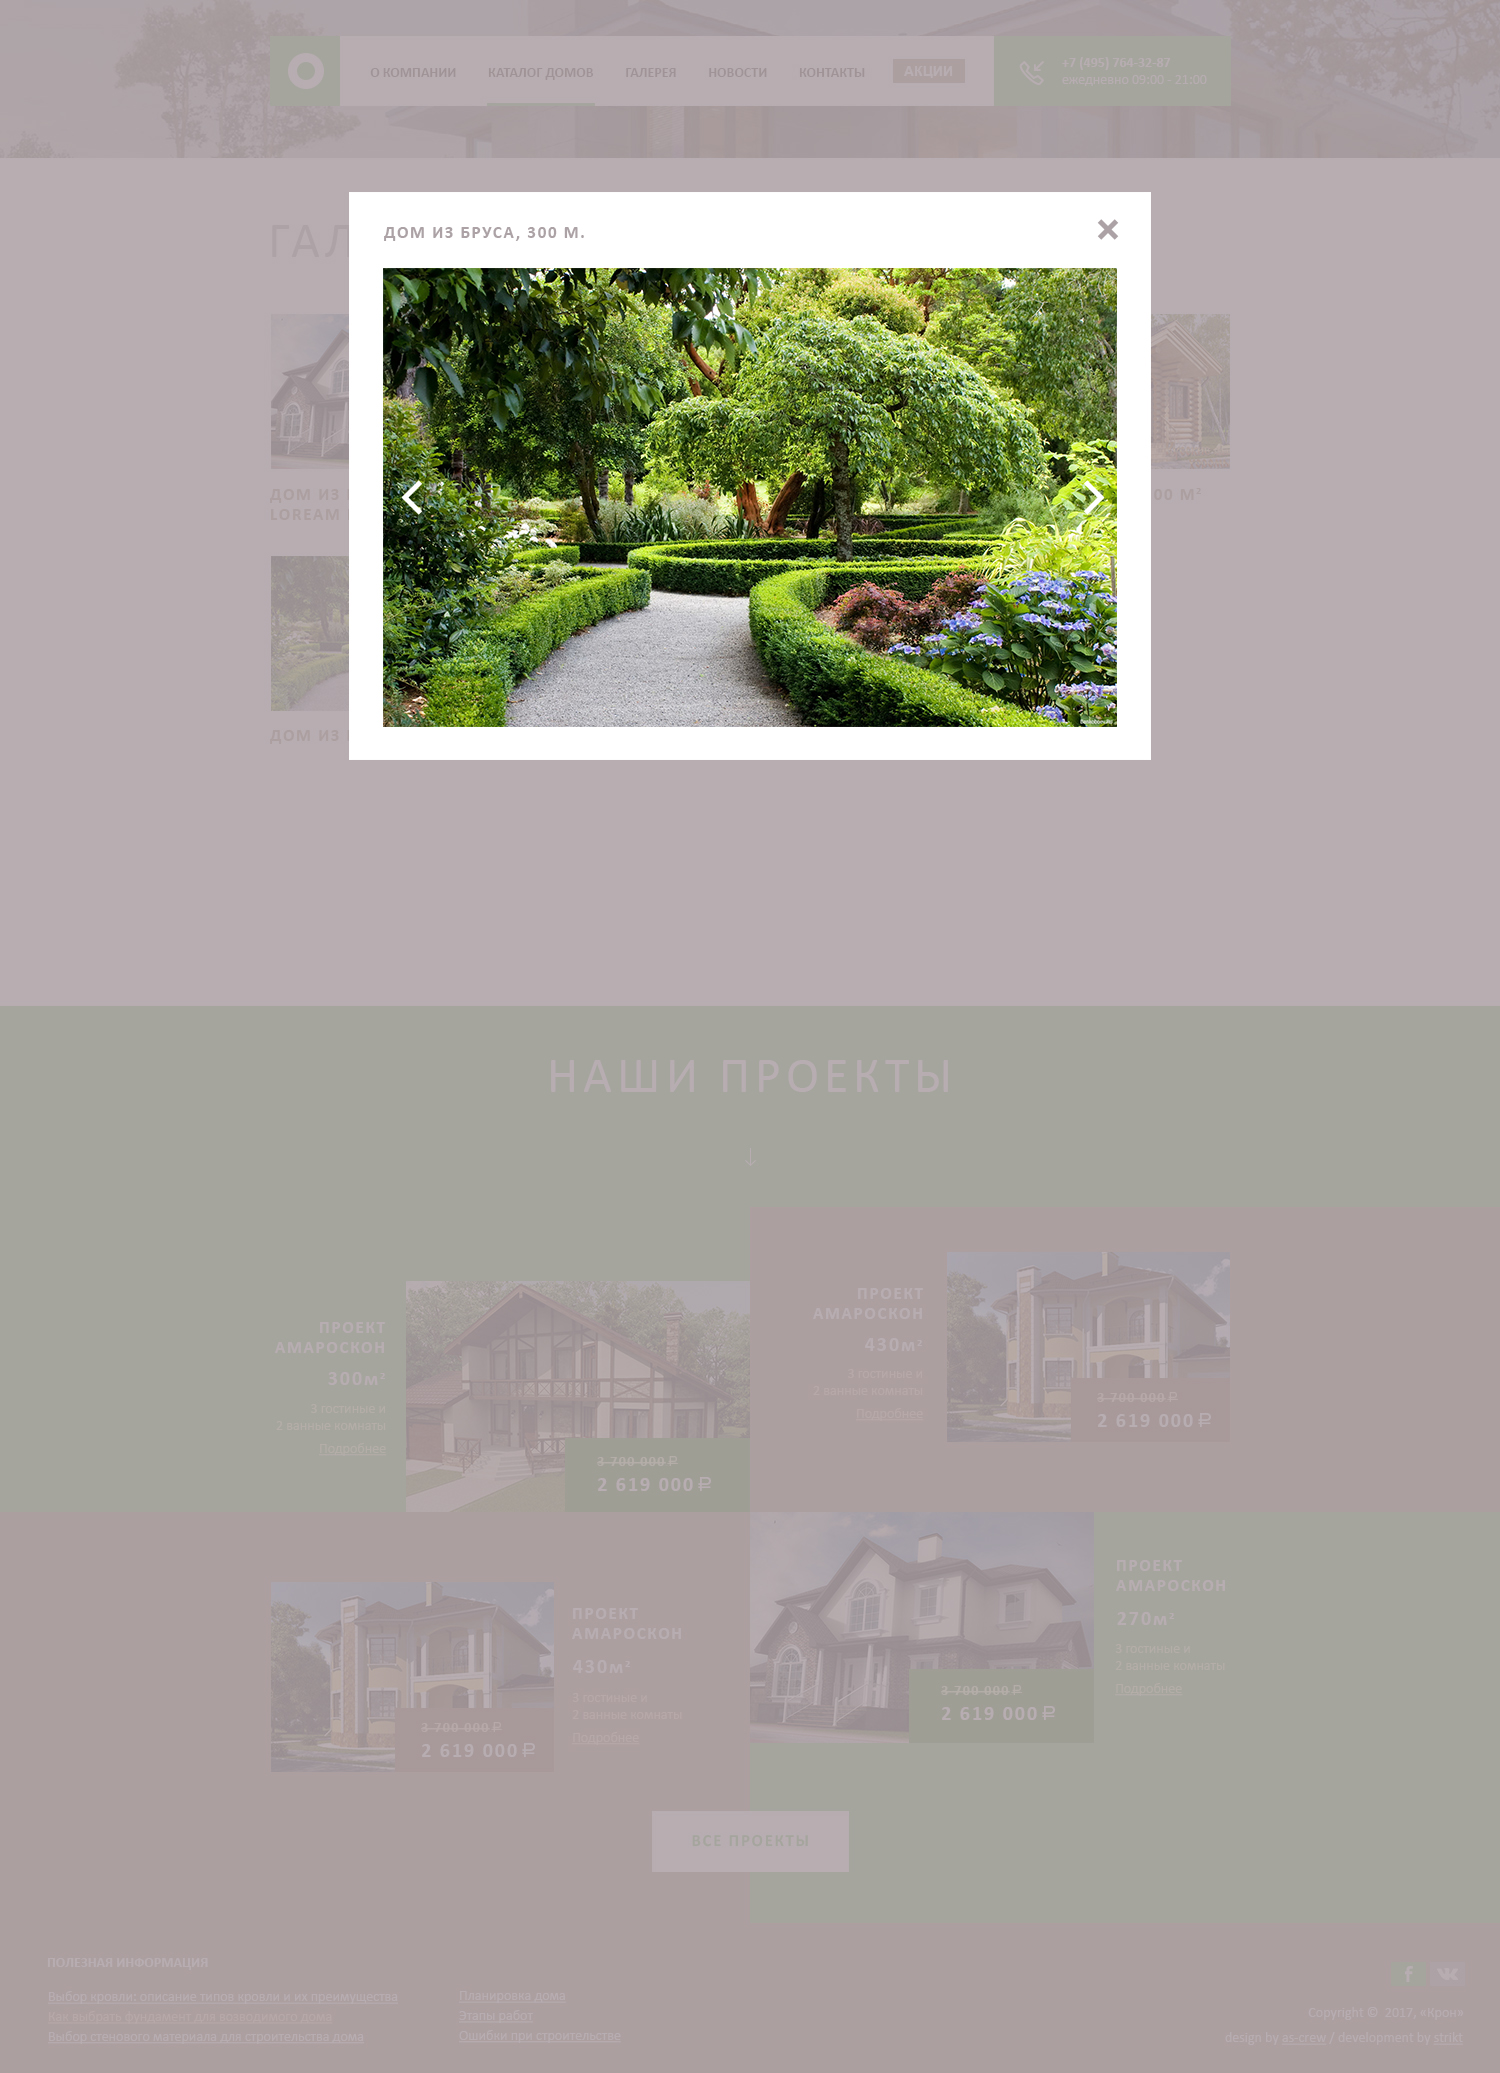 О КОМПАНИИ КАТАЛОГ ДОМОВ ГАЛЕРЕЯ НОВОСТИ КОНТАКТЫ АКЦИИ
+7 (495) 764-32-87
ежедневно 09:00 - 21:00
ГАЛ
ДОМ ИЗ БРУСА, 300 М.
ДОМ ИЗ
LOREAM
00 М²
ДОМ ИЗ
НАШИ ПРОЕКТЫ
↓
ПРОЕКТ
АМАРОСКОН
300м²
3 гостиные и
2 ванные комнаты
Подробнее
3 700 000 ₽
2 619 000 ₽
ПРОЕКТ
АМАРОСКОН
430м²
3 гостиные и
2 ванные комнаты
Подробнее
3 700 000 ₽
2 619 000 ₽
3 700 000 ₽
2 619 000 ₽
ПРОЕКТ
АМАРОСКОН
430м²
3 гостиные и
2 ванные комнаты
Подробнее
3 700 000 ₽
2 619 000 ₽
ПРОЕКТ
АМАРОСКОН
270м²
3 гостиные и
2 ванные комнаты
Подробнее
ВСЕ ПРОЕКТЫ
ПОЛЕЗНАЯ ИНФОРМАЦИЯ
Выбор кровли: описание типов кровли и их преимущества
Как выбрать фундамент для возводимого дома
Выбор стенового материала для строительства дома
Планировка дома
Этапы работ
Ошибки при строительстве
Copyright © 2017, «Крон»
design by as-crew / development by strikt